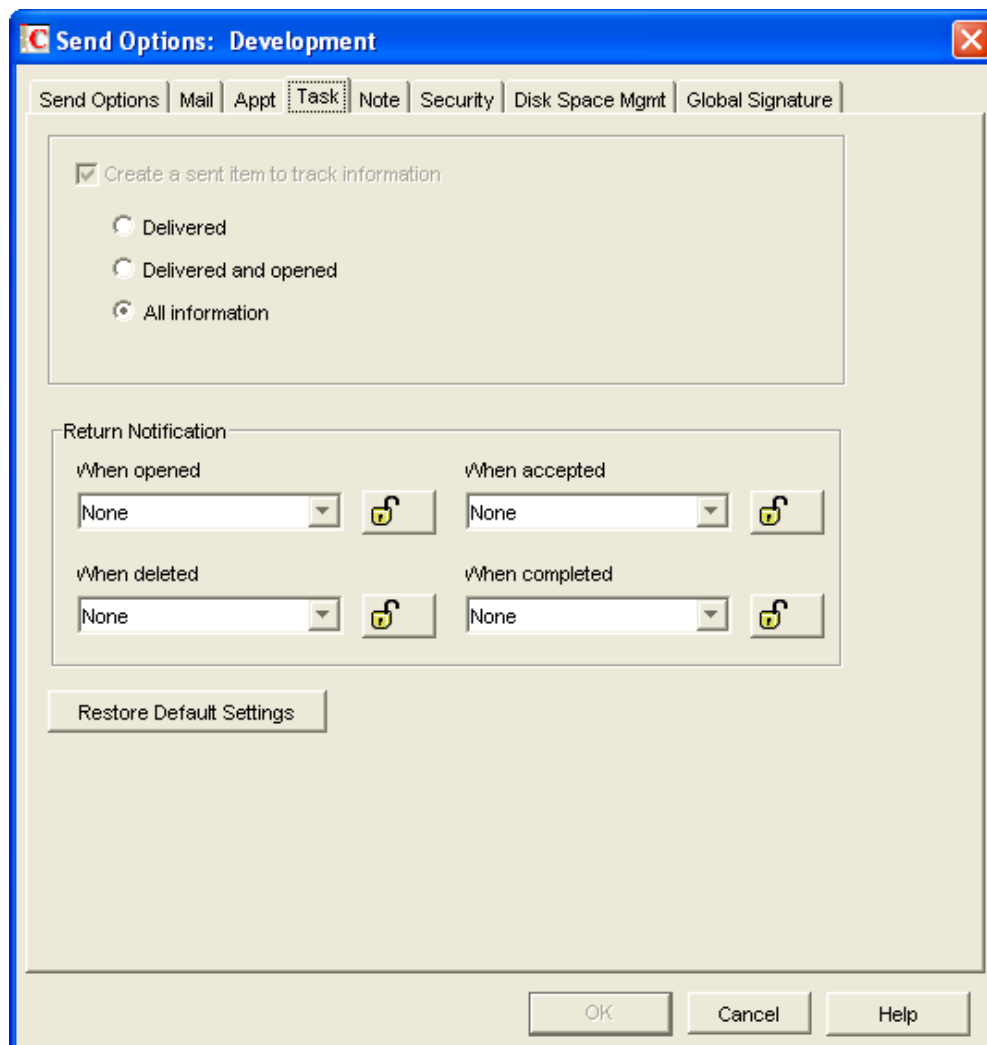 C Send Options: Development
Send Options Mail Appt Task Note Security Disk Space Mgmt Global Signature
Create a sent item to track information
Delivered
Delivered and opened
All information
Return Notification
When opened When accepted
None None
When deleted When completed
None None
Restore Default Settings
OK Cancel Help